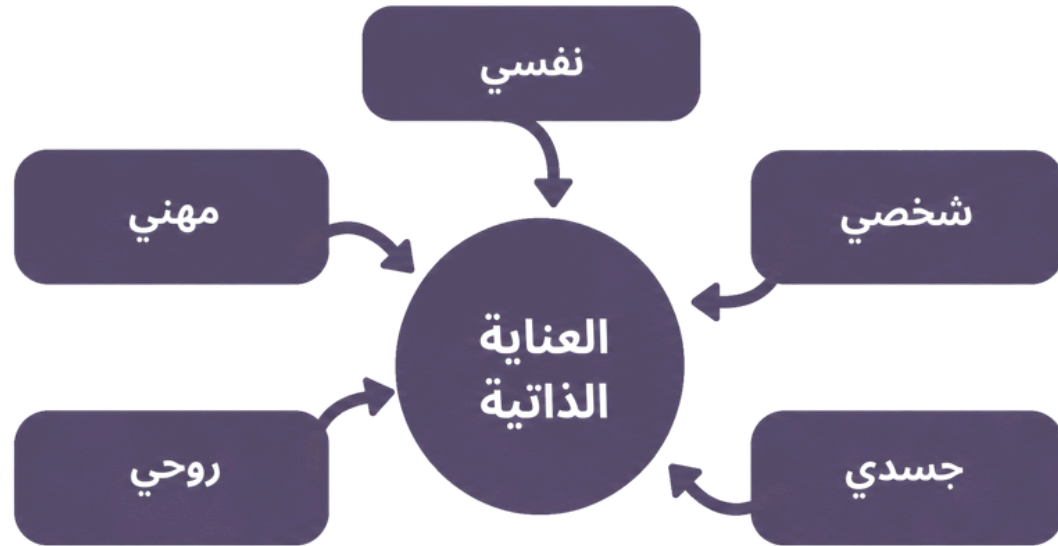 نفسي
شخصي
مهني
العناية
الذاتية
جسدي
روحي